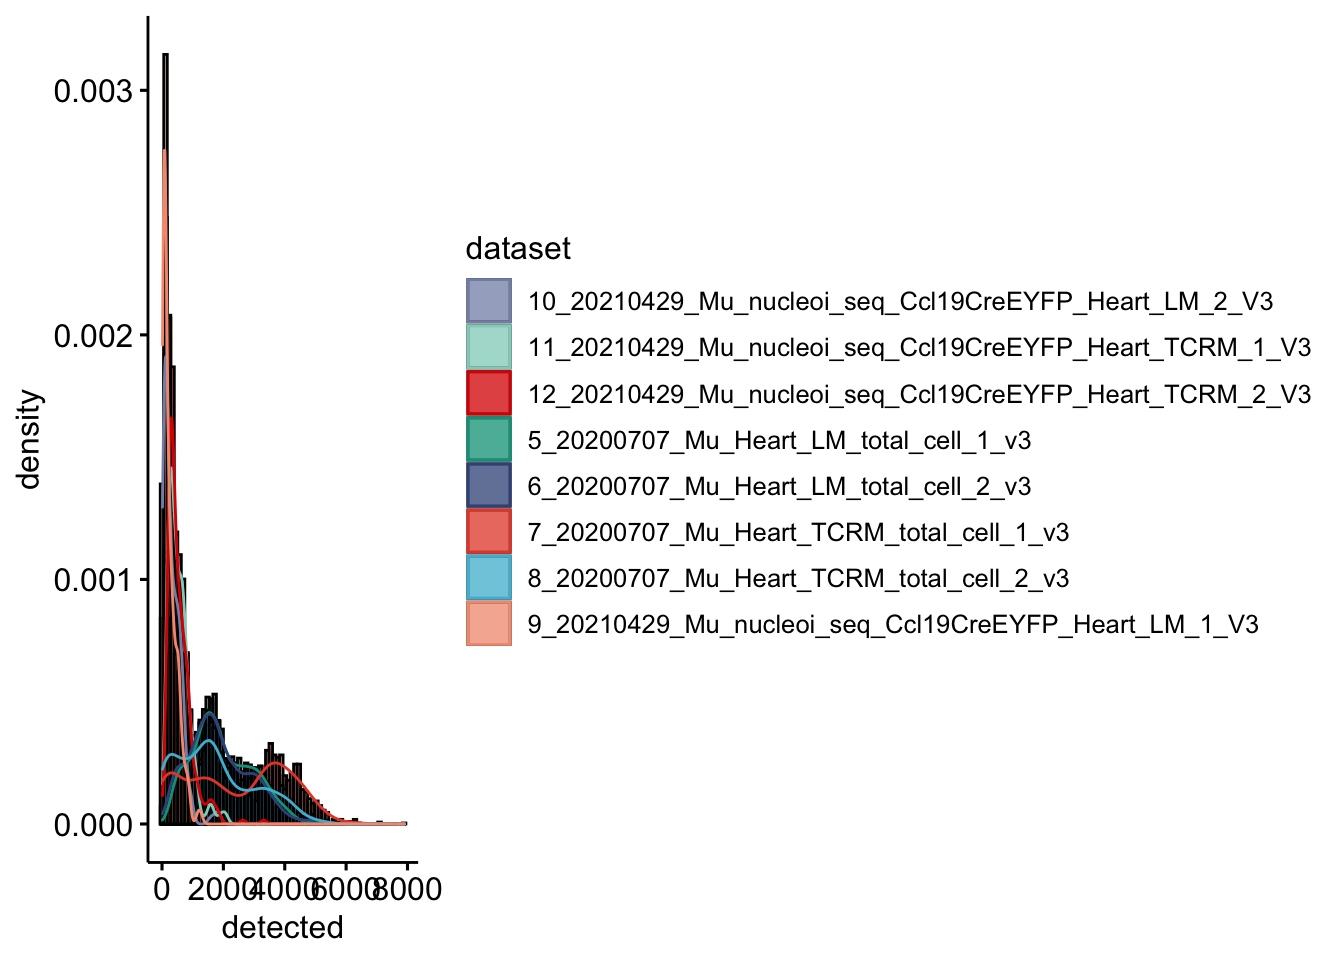 density
0.003
0.002
0.001
0.000
0 2000 4000 6000 8000
detected
dataset
10_20210429_Mu_nucleoi_seq_Ccl19CreEYFP_Heart_LM_2_V3
11_20210429_Mu_nucleoi_seq_Ccl19CreEYFP_Heart_TCRM_1_V3
12_20210429_Mu_nucleoi_seq_Ccl19CreEYFP_Heart_TCRM_2_V3
5_20200707_Mu_Heart_LM_total_cell_1_v3
6_20200707_Mu_Heart_LM_total_cell_2_v3
7_20200707_Mu_Heart_TCRM_total_cell_1_v3
8_20200707_Mu_Heart_TCRM_total_cell_2_v3
9_20210429_Mu_nucleoi_seq_Ccl19CreEYFP_Heart_LM_1_V3